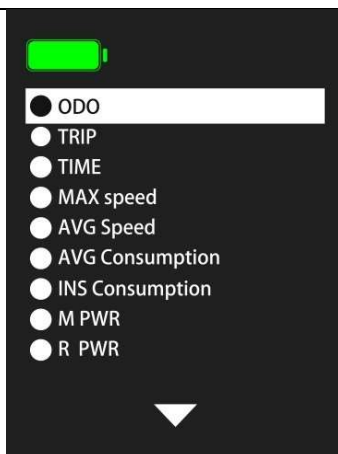 ODO
TRIP
TIME
MAX speed
AVG Speed
AVG Consumption
INS Consumption
M PWR
R PWR